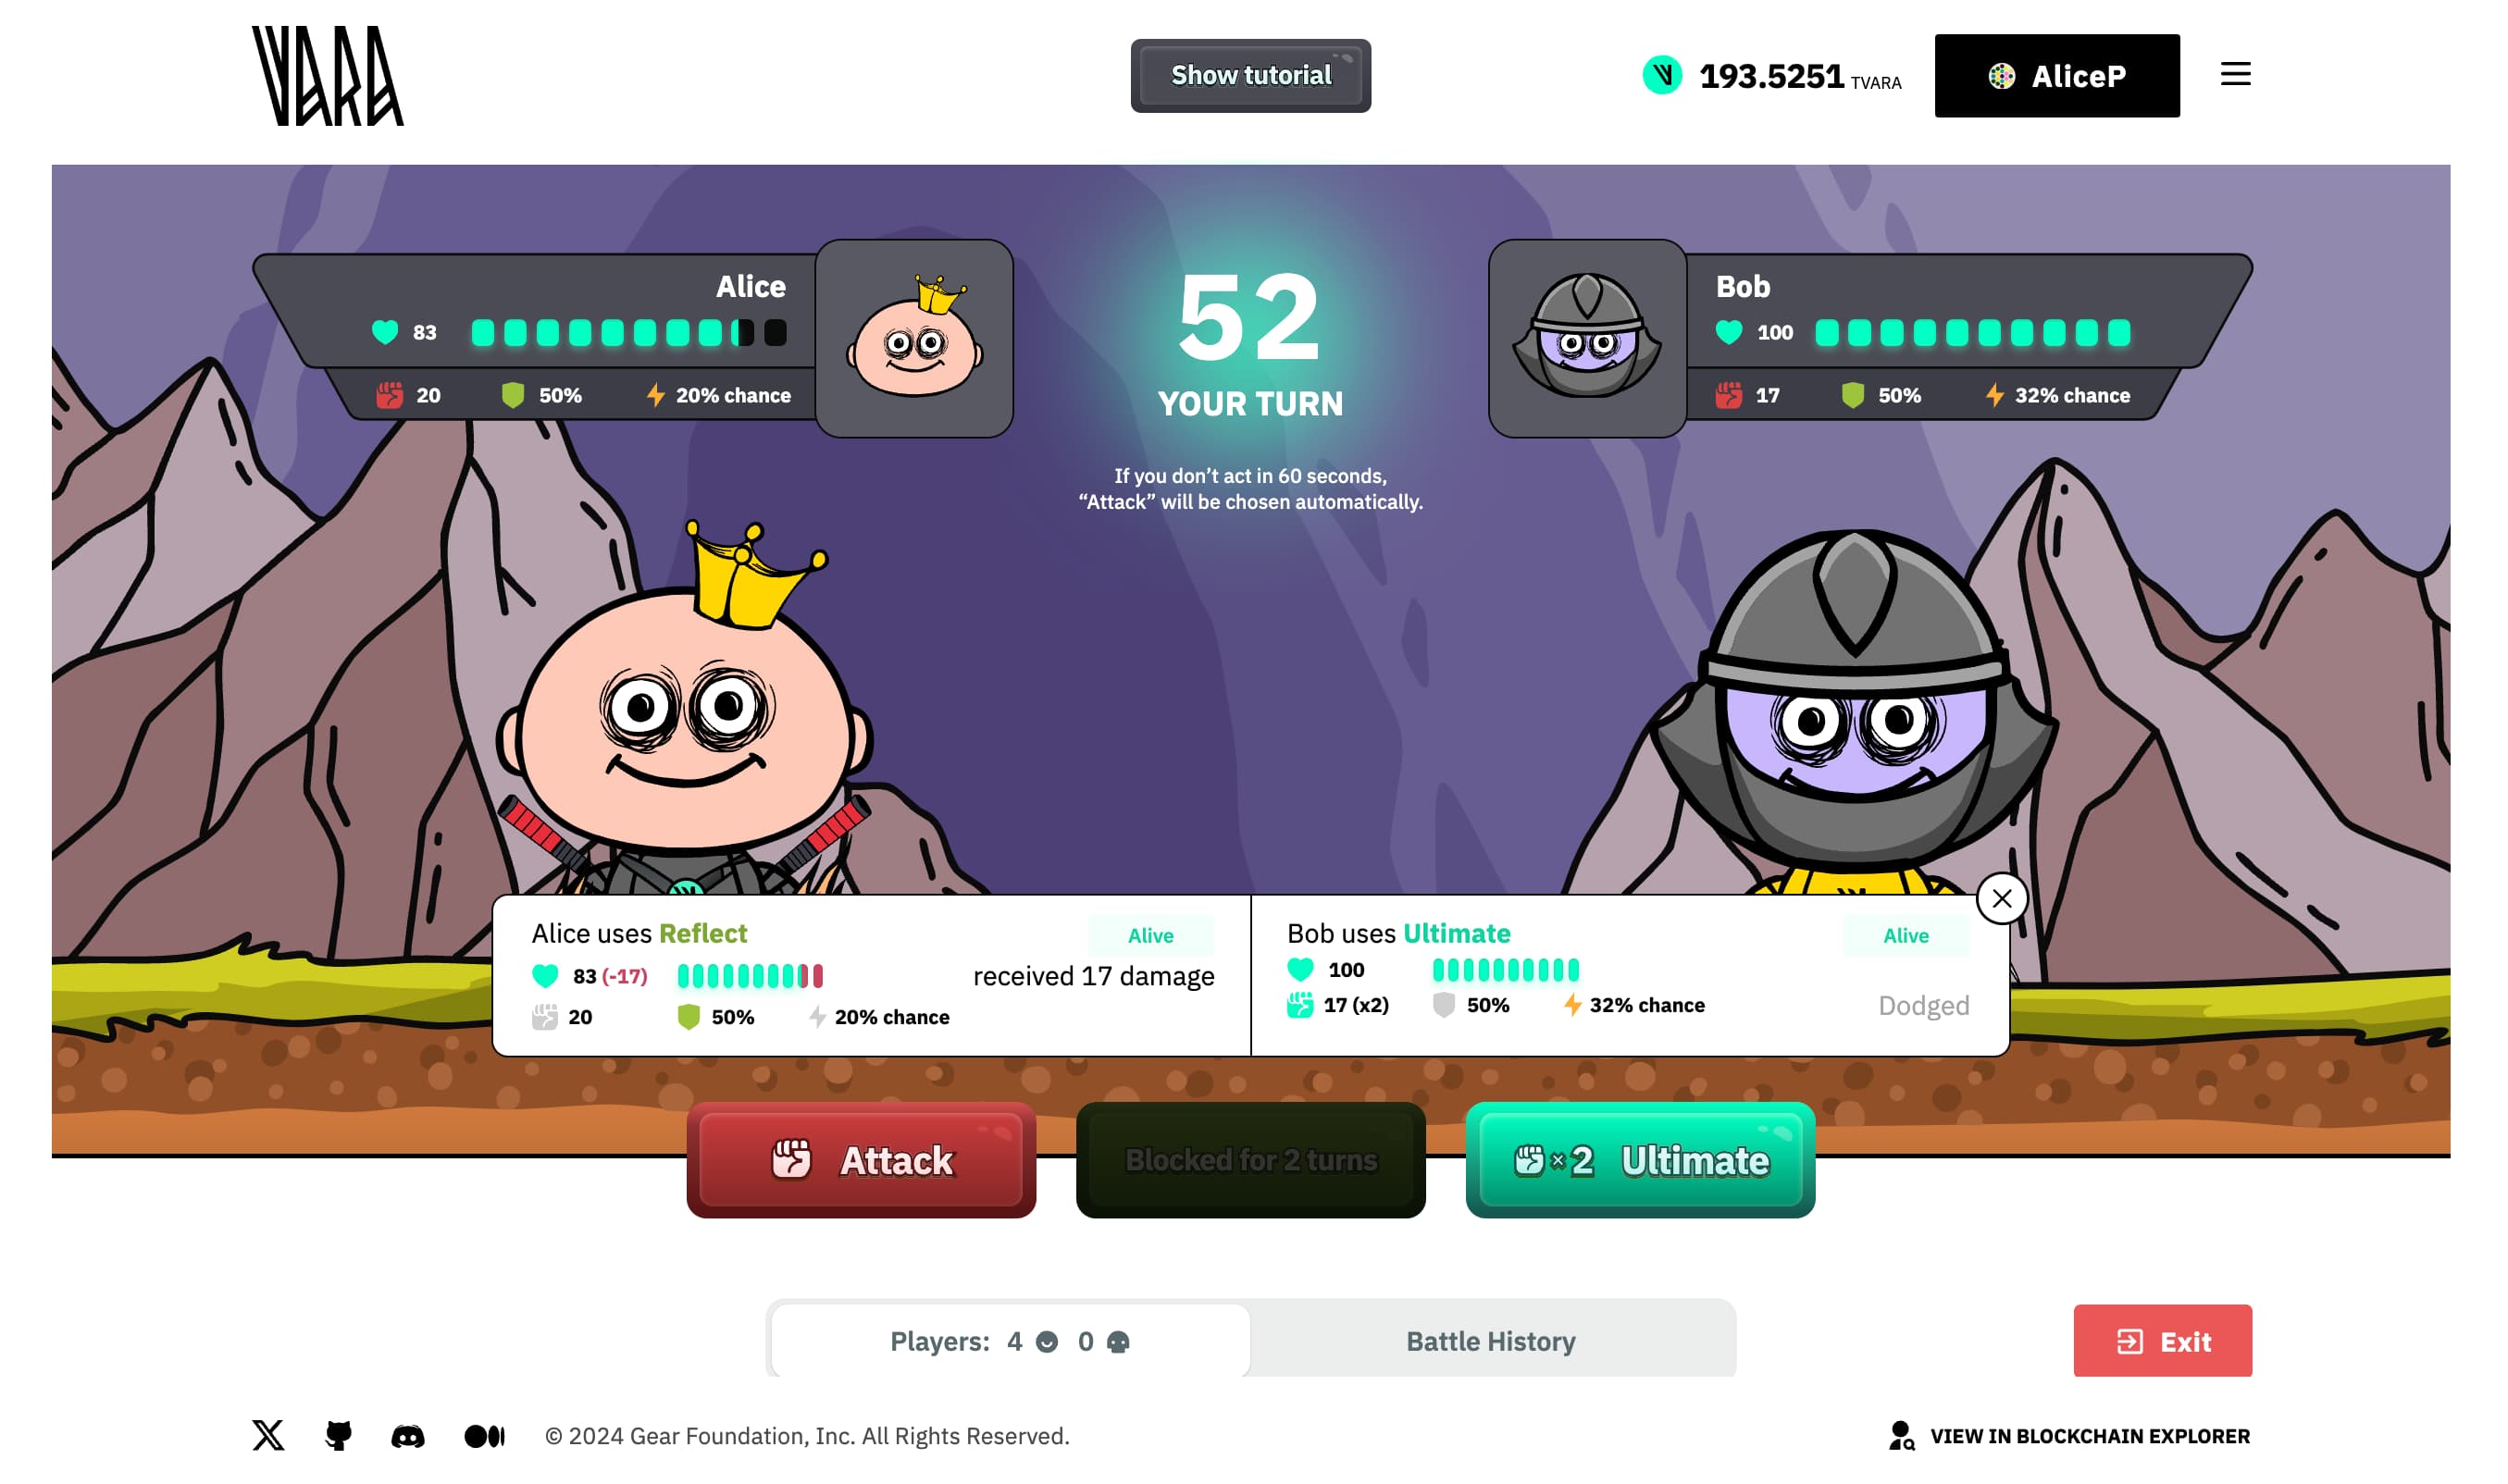 VARA
Show tutorial
193.5251 TVARA
AliceP
Alice
83
20 50% 20% chance
52
YOUR TURN
If you don’t act in 60 seconds,
“Attack” will be chosen automatically.
Bob
100
17 50% 32% chance
Alice uses Reflect
Alive
83 (-17)
received 17 damage
20 50% 20% chance
Bob uses Ultimate
Alive
100
17 (x2) 50% 32% chance
Dodged
Attack
Blocked for 2 turns
×2 Ultimate
Players: 4 0
Battle History
Exit
© 2024 Gear Foundation, Inc. All Rights Reserved.
VIEW IN BLOCKCHAIN EXPLORER